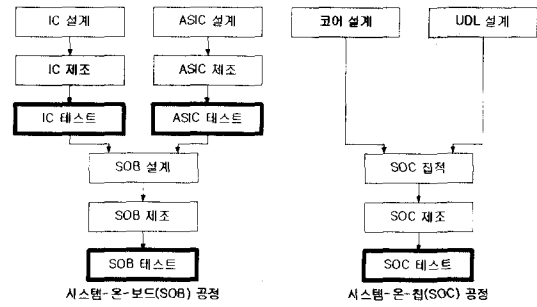 IC 설계 ASIC 설계 코어 설계 UDL 설계
IC 제조 ASIC 제조
IC 테스트 ASIC 테스트
SOB 설계 SOC 집적
SOB 제조 SOC 제조
SOB 테스트 SOC 테스트
시스템-온-보드(SOB) 공정 시스템-온-칩(SOC) 공정